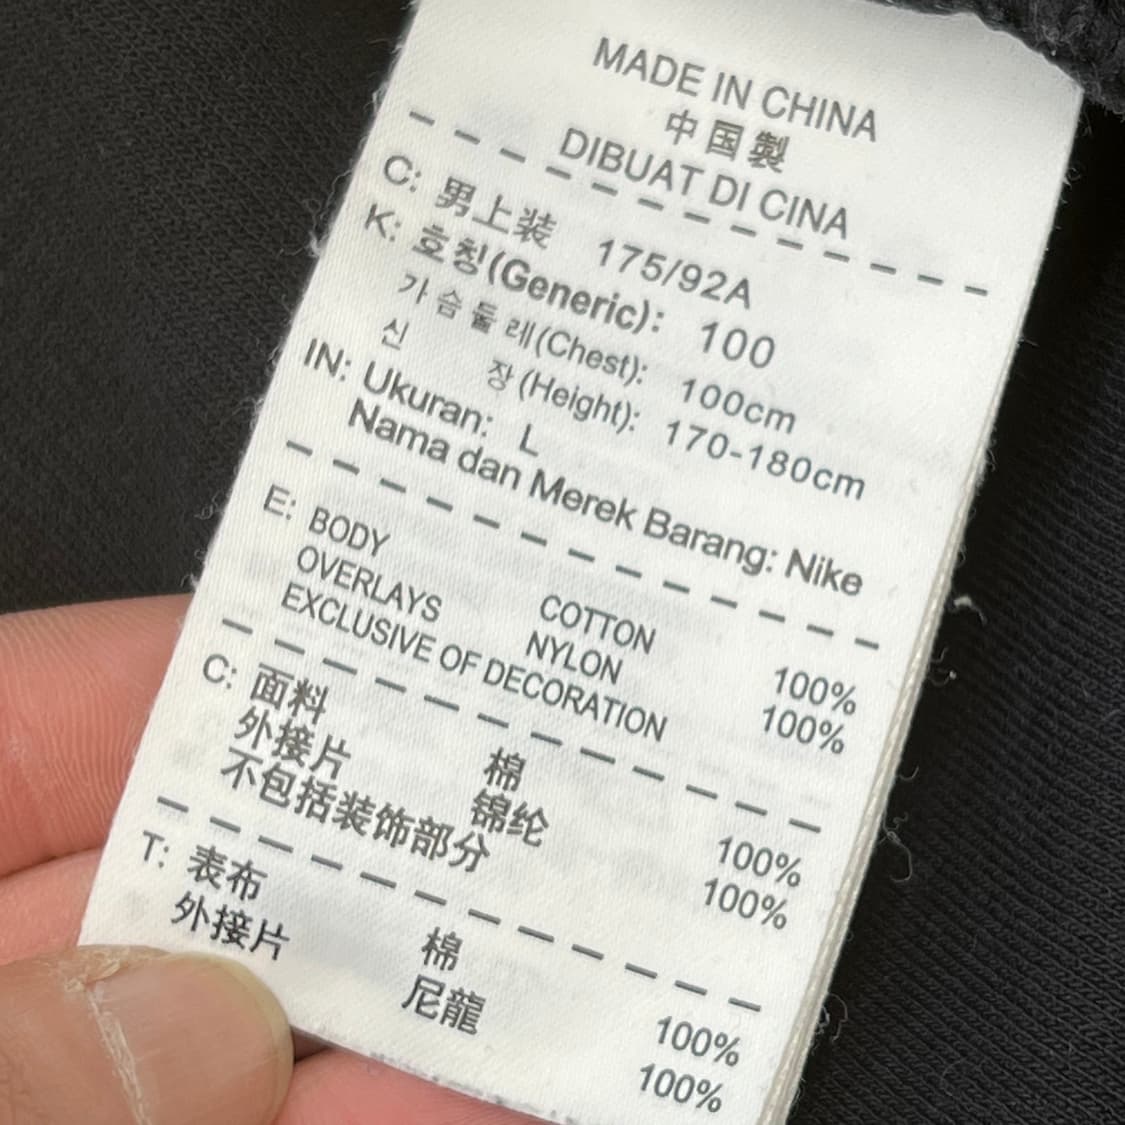 MADE IN CHINA
中国製
DIBUAT DI CINA
C: 男上装 175/92A
K: 호칭(Generic): 100
가슴둘레(Chest): 100cm
신 장(Height): 170-180cm
IN: Ukuran: L
Nama dan Merek Barang: Nike
E: BODY COTTON 100%
OVERLAYS NYLON 100%
EXCLUSIVE OF DECORATION
C: 面料 棉 100%
外接片 锦纶 100%
不包括装饰部分
T: 表布 棉 100%
外接片 尼龍 100%